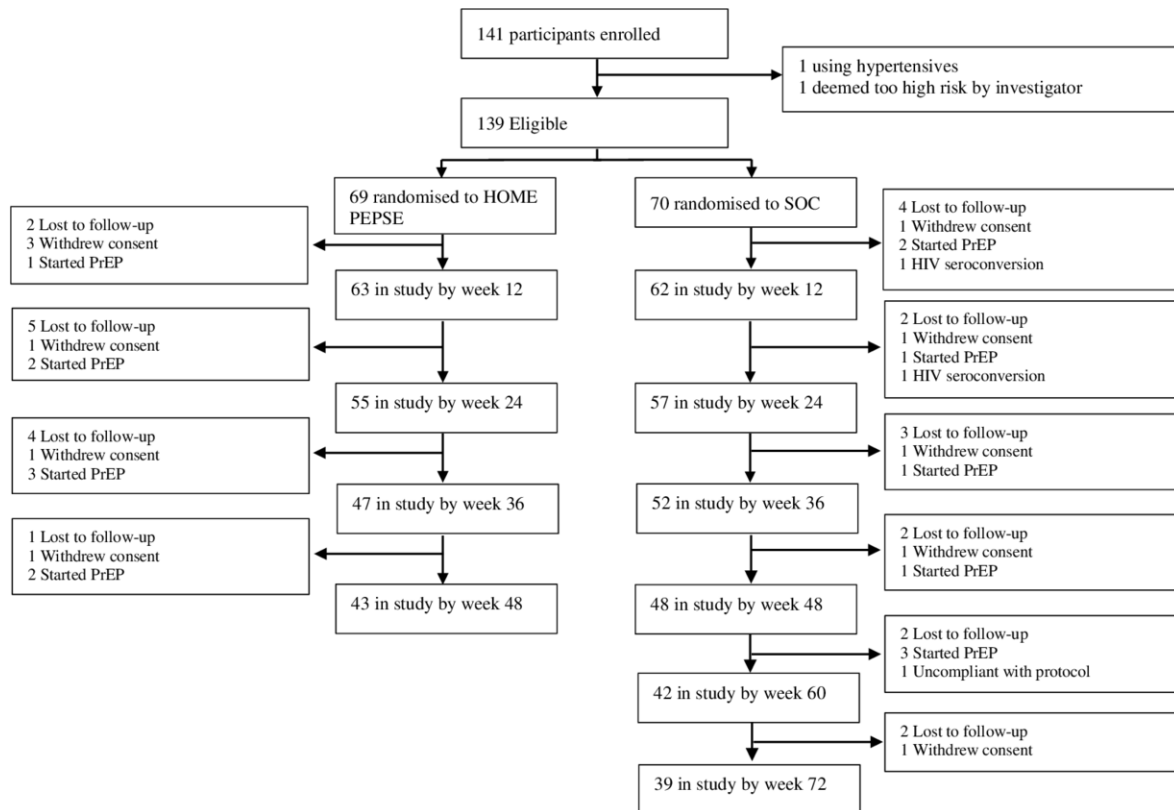 141 participants enrolled
1 using hypertensives
1 deemed too high risk by investigator
139 Eligible
69 randomised to HOME
PEPSE
70 randomised to SOC
2 Lost to follow-up
3 Withdrew consent
1 Started PrEP
4 Lost to follow-up
1 Withdrew consent
2 Started PrEP
1 HIV seroconversion
63 in study by week 12
62 in study by week 12
5 Lost to follow-up
1 Withdrew consent
2 Started PrEP
2 Lost to follow-up
1 Withdrew consent
1 Started PrEP
1 HIV seroconversion
55 in study by week 24
57 in study by week 24
4 Lost to follow-up
1 Withdrew consent
3 Started PrEP
3 Lost to follow-up
1 Withdrew consent
1 Started PrEP
47 in study by week 36
52 in study by week 36
1 Lost to follow-up
1 Withdrew consent
2 Started PrEP
2 Lost to follow-up
1 Withdrew consent
1 Started PrEP
43 in study by week 48
48 in study by week 48
2 Lost to follow-up
3 Started PrEP
1 Uncompliant with protocol
42 in study by week 60
2 Lost to follow-up
1 Withdrew consent
39 in study by week 72